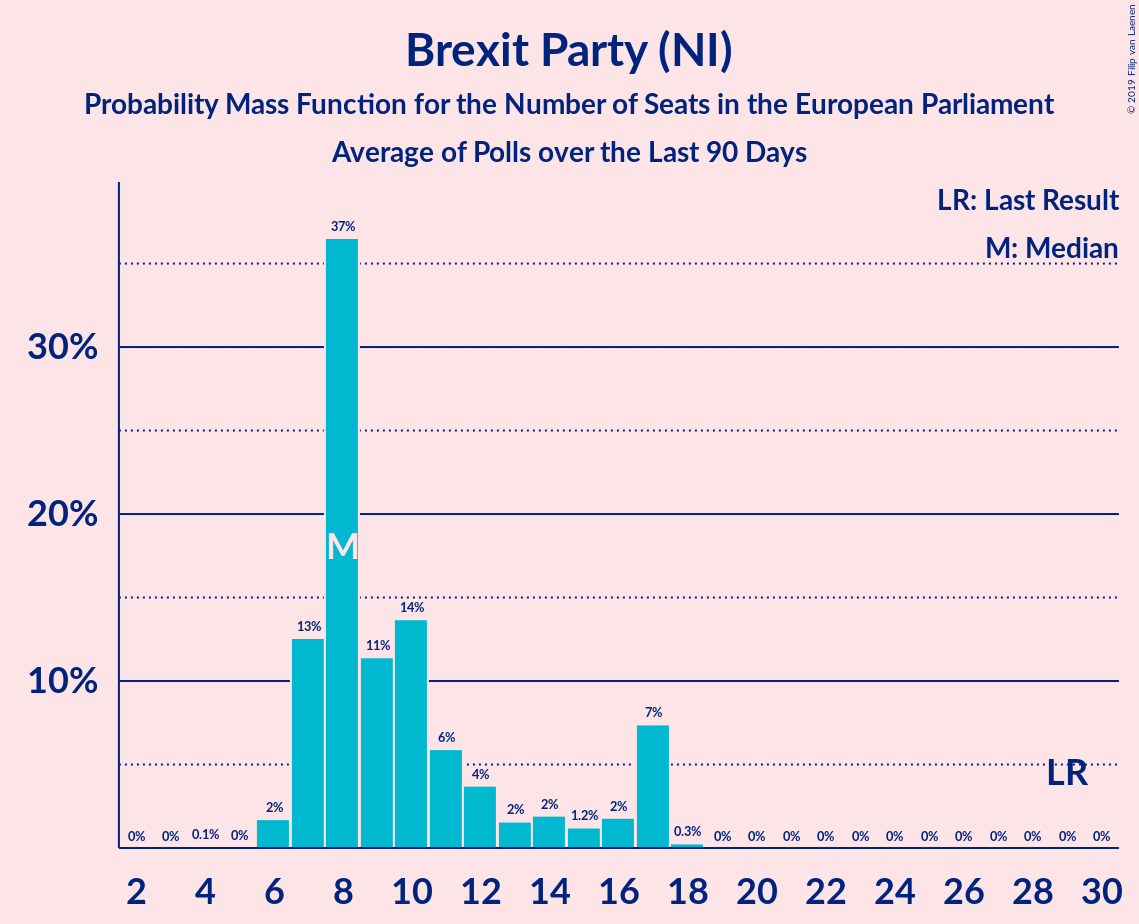 Brexit Party (NI)
Probability Mass Function for the Number of Seats in the European Parliament
Average of Polls over the Last 90 Days
© 2019 Filip van Laenen
LR: Last Result
M: Median
30%
20%
10%
0% 0% 0.1% 0% 2% 13% 37% 11% 14% 6% 4% 2% 2% 1.2% 2% 7% 0.3% 0% 0% 0% 0% 0% 0% 0% 0% 0% 0% 0% 0%
M
LR
2 4 6 8 10 12 14 16 18 20 22 24 26 28 30